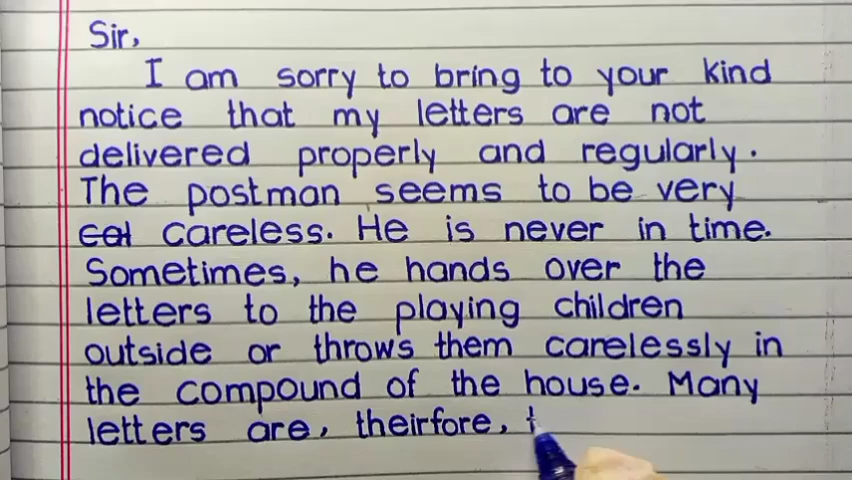 Sir,
I am sorry to bring to your kind
notice that my letters are not
delivered properly and regularly.
The postman seems to be very
careless. He is never in time.
Sometimes, he hands over the
letters to the playing children
outside or throws them carelessly in
the compound of the house. Many
letters are, theirfore,